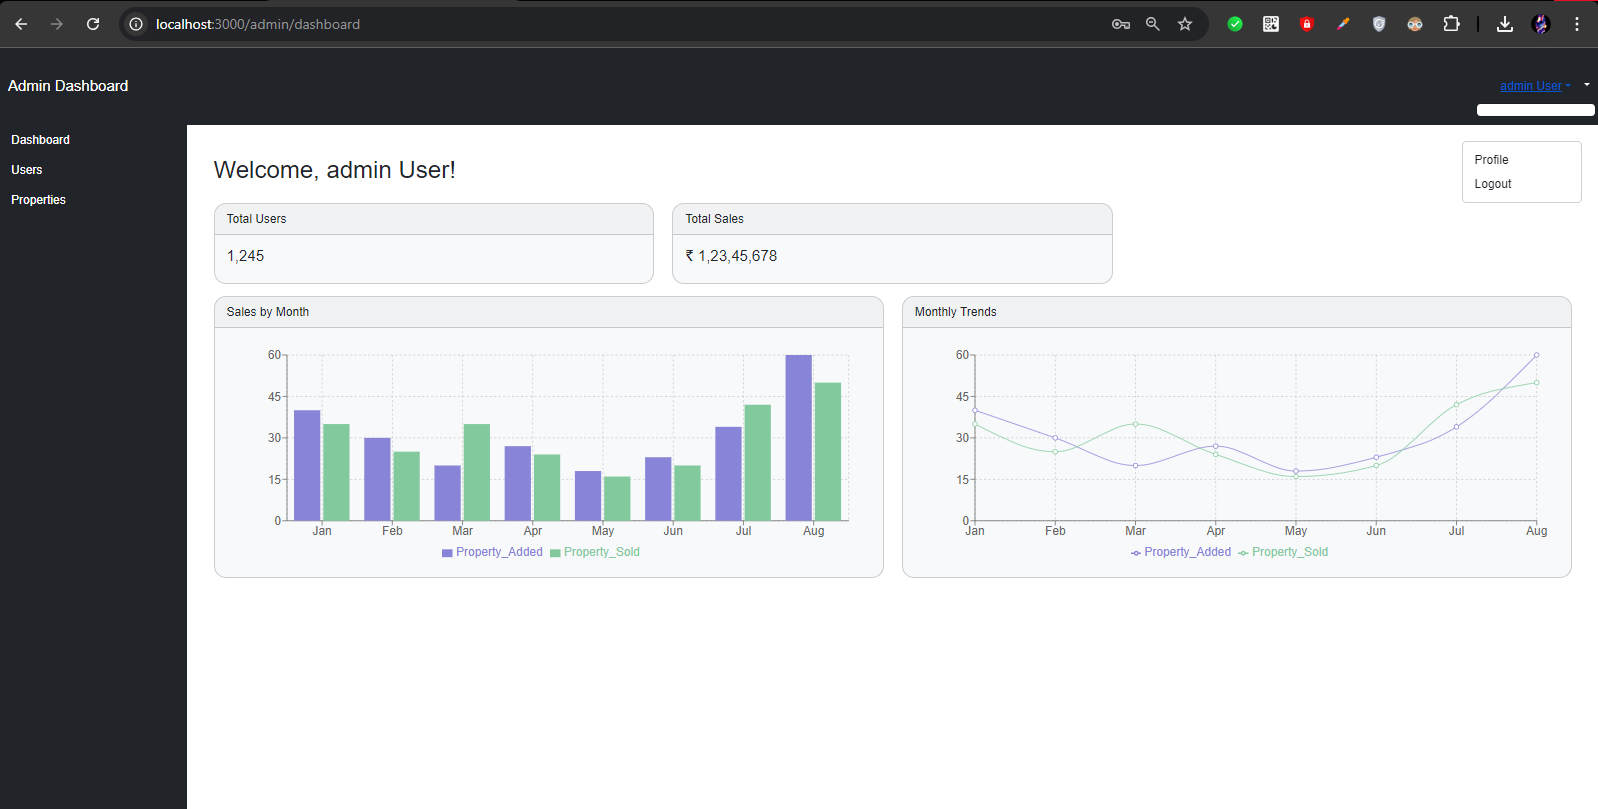 localhost:3000/admin/dashboard
Admin Dashboard
admin User
Dashboard
Users
Properties
Welcome, admin User!
Profile
Logout
Total Users
1,245
Total Sales
₹ 1,23,45,678
Sales by Month
60
45
30
15
0
Jan Feb Mar Apr May Jun Jul Aug
Property_Added Property_Sold
Monthly Trends
60
45
30
15
0
Jan Feb Mar Apr May Jun Jul Aug
Property_Added Property_Sold